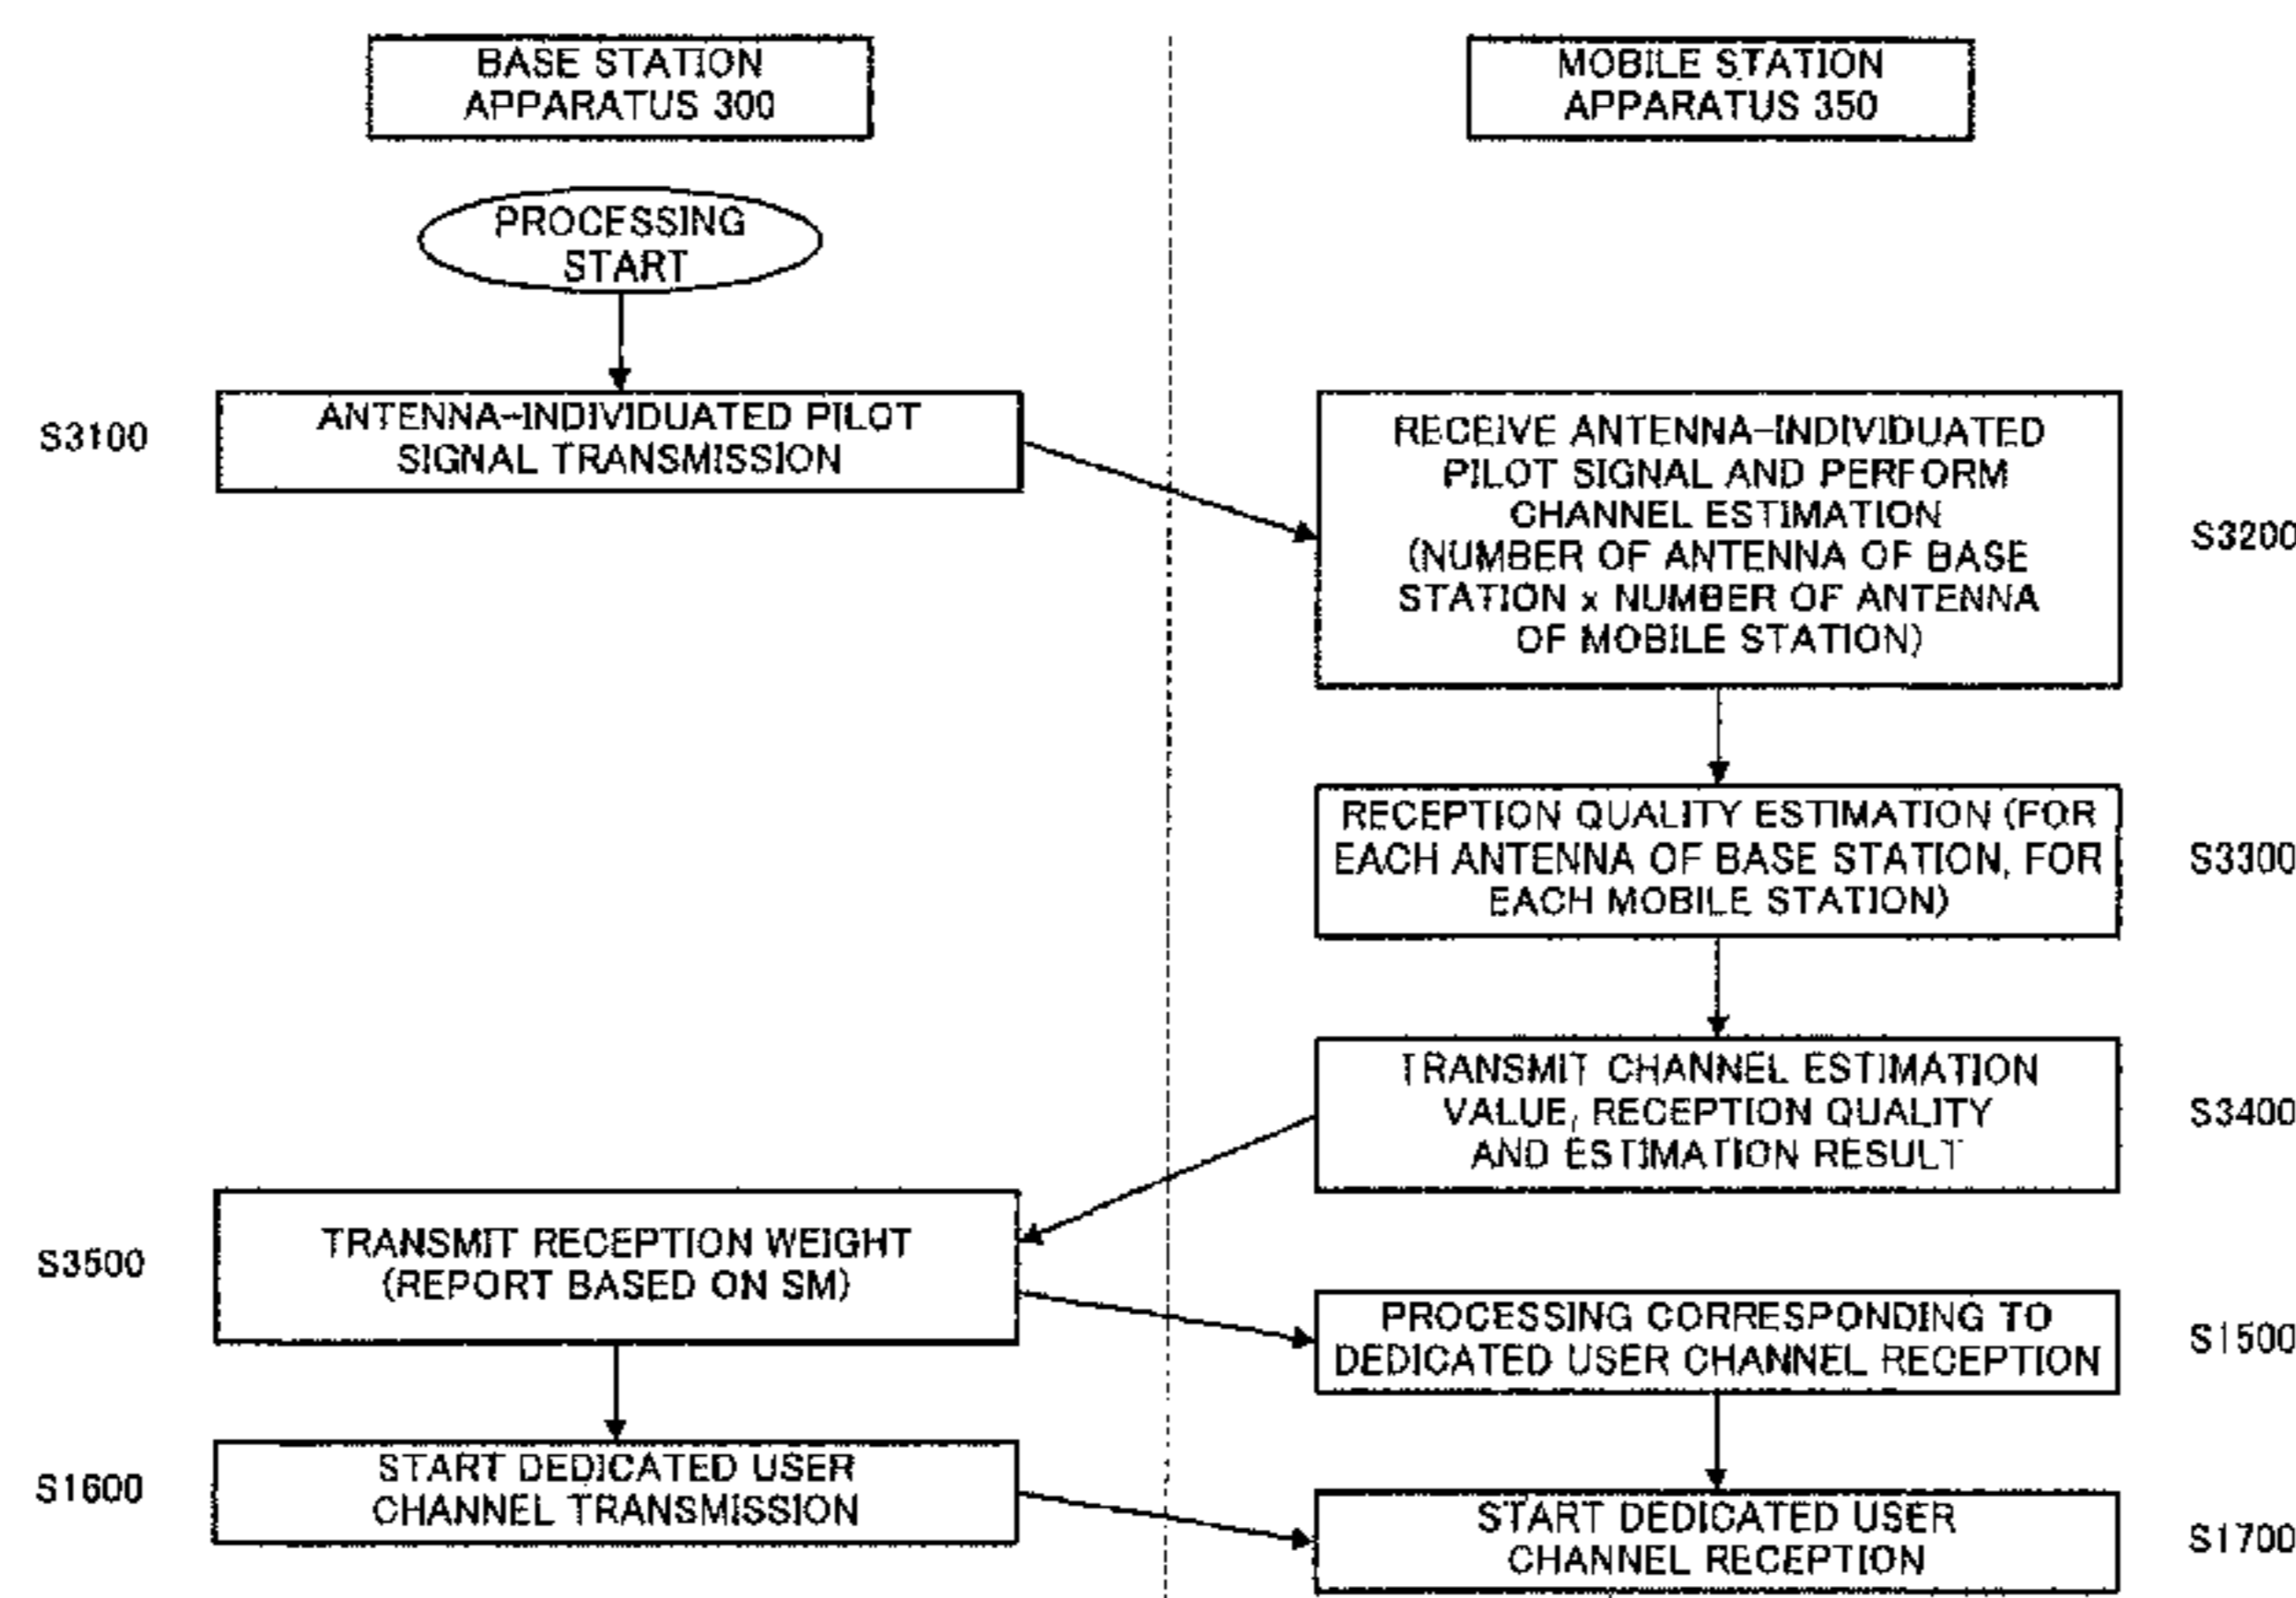 BASE STATION
APPARATUS 300
MOBILE STATION
APPARATUS 350
PROCESSING
START
S3100
ANTENNA-INDIVIDUATED PILOT
SIGNAL TRANSMISSION
RECEIVE ANTENNA-INDIVIDUATED
PILOT SIGNAL AND PERFORM
CHANNEL ESTIMATION
(NUMBER OF ANTENNA OF BASE
STATION x NUMBER OF ANTENNA
OF MOBILE STATION)
S3200
RECEPTION QUALITY ESTIMATION (FOR
EACH ANTENNA OF BASE STATION, FOR
EACH MOBILE STATION)
S3300
TRANSMIT CHANNEL ESTIMATION
VALUE, RECEPTION QUALITY
AND ESTIMATION RESULT
S3400
S3500
TRANSMIT RECEPTION WEIGHT
(REPORT BASED ON SM)
PROCESSING CORRESPONDING TO
DEDICATED USER CHANNEL RECEPTION
S1500
S1600
START DEDICATED USER
CHANNEL TRANSMISSION
START DEDICATED USER
CHANNEL RECEPTION
S1700